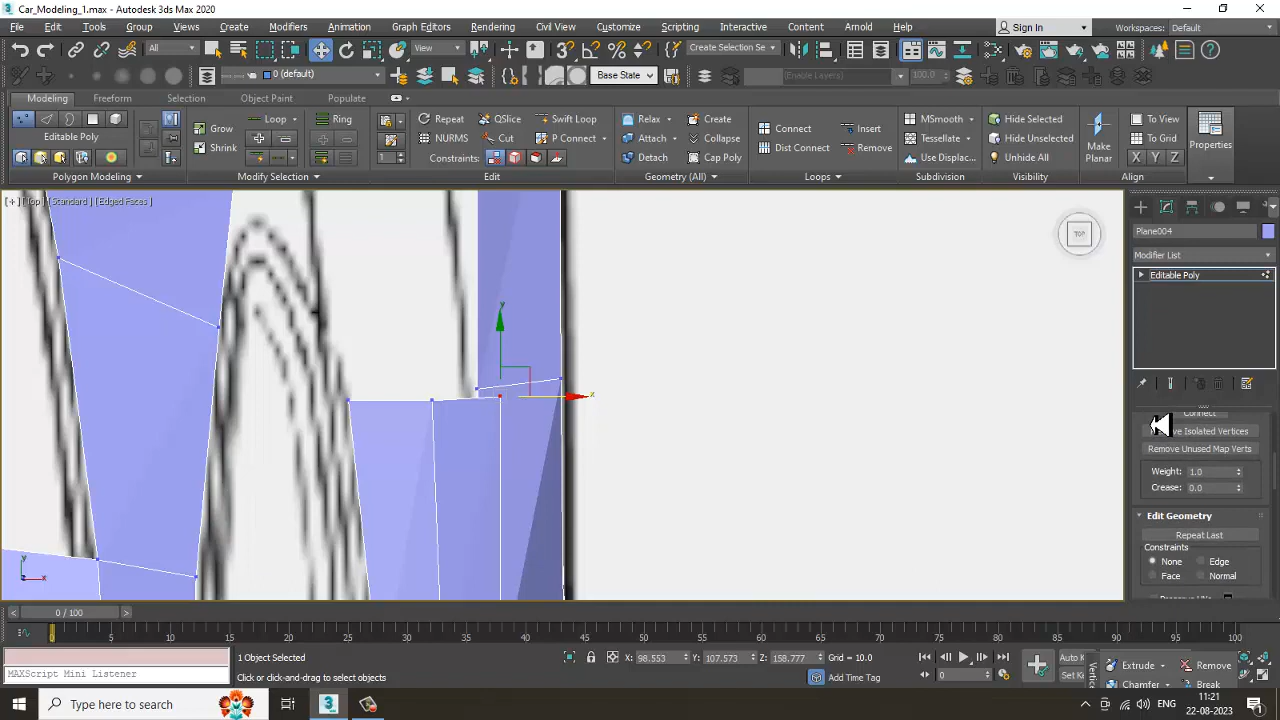 Car_Modeling_1.max - Autodesk 3ds Max 2020
File Edit Tools Group Views Create Modifiers Animation Graph Editors Rendering Civil View Customize Scripting Interactive Content Arnold Help Sign In Workspaces: Default
All View Create Selection Se
0 (default) Base State (Enable Layers) 100.0
Modeling Freeform Selection Object Paint Populate
Editable Poly
Polygon Modeling
Grow Loop Ring
Shrink
Modify Selection
1
Repeat QSlice Swift Loop
NURMS Cut P Connect
Constraints:
Edit
Relax Create
Attach Collapse
Detach Cap Poly
Geometry (All)
Connect Insert
Dist Connect Remove
Loops
MSmooth
Tessellate
Use Displac...
Subdivision
Hide Selected
Hide Unselected
Unhide All
Visibility
Make Planar
To View
To Grid
X Y Z
Align
Properties
[+] [Top] [Standard] [Edged Faces]
TOP
y
x
Plane004
Modifier List
Editable Poly
Connect
Remove Unused Map Verts
Weight: 1.0
Crease: 0.0
Edit Geometry
Repeat Last
Constraints
None Edge
Face Normal
y
z x
0 / 100
0 5 10 15 20 25 30 35 40 45 50 55 60 65 70 75 80 85 90 95 100
MAXScript Mini Listener
1 Object Selected
Click or click-and-drag to select objects
X: 98.553 Y: 107.573 Z: 158.777 Grid = 10.0
Add Time Tag
0
Auto K
Set Ke
Extrude Remove
Chamfer Break
Type here to search
ENG
11:21
22-08-2023